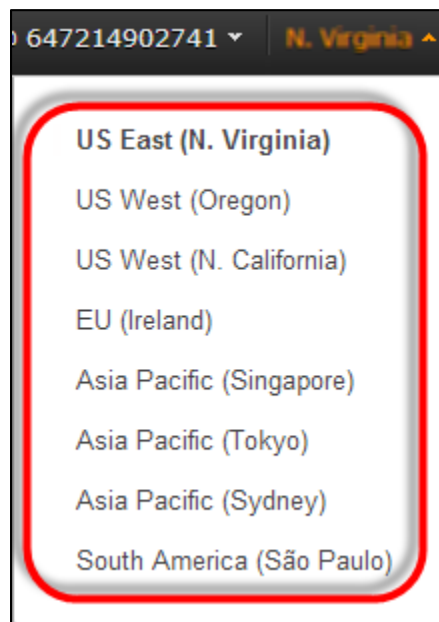 647214902741 N. Virginia
US East (N. Virginia)
US West (Oregon)
US West (N. California)
EU (Ireland)
Asia Pacific (Singapore)
Asia Pacific (Tokyo)
Asia Pacific (Sydney)
South America (São Paulo)